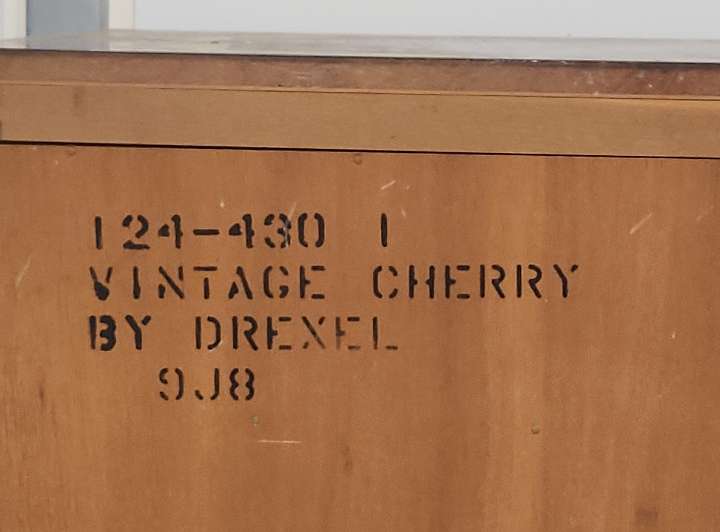 124-430 1
VINTAGE CHERRY
BY DREXEL
9J8